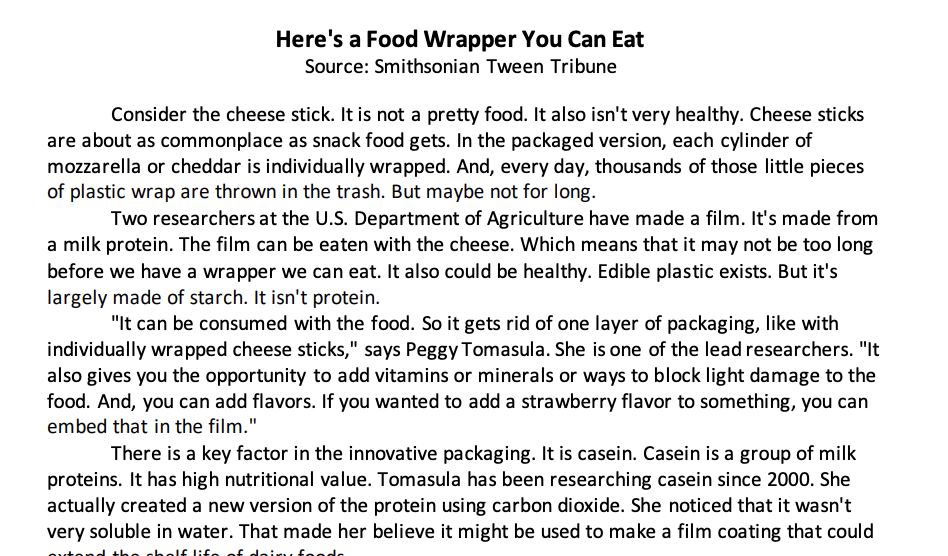 Here's a Food Wrapper You Can Eat
Source: Smithsonian Tween Tribune
Consider the cheese stick. It is not a pretty food. It also isn't very healthy. Cheese sticks
are about as commonplace as snack food gets. In the packaged version, each cylinder of
mozzarella or cheddar is individually wrapped. And, every day, thousands of those little pieces
of plastic wrap are thrown in the trash. But maybe not for long.
Two researchers at the U.S. Department of Agriculture have made a film. It's made from
a milk protein. The film can be eaten with the cheese. Which means that it may not be too long
before we have a wrapper we can eat. It also could be healthy. Edible plastic exists. But it's
largely made of starch. It isn't protein.
"It can be consumed with the food. So it gets rid of one layer of packaging, like with
individually wrapped cheese sticks," says Peggy Tomasula. She is one of the lead researchers. "It
also gives you the opportunity to add vitamins or minerals or ways to block light damage to the
food. And, you can add flavors. If you wanted to add a strawberry flavor to something, you can
embed that in the film."
There is a key factor in the innovative packaging. It is casein. Casein is a group of milk
proteins. It has high nutritional value. Tomasula has been researching casein since 2000. She
actually created a new version of the protein using carbon dioxide. She noticed that it wasn't
very soluble in water. That made her believe it might be used to make a film coating that could
extend the shelf life of dairy foods.